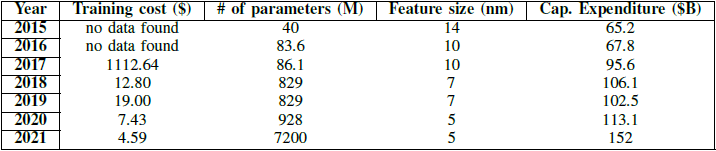 Year Training cost ($) # of parameters (M) Feature size (nm) Cap. Expenditure ($B)
2015 no data found 40 14 65.2
2016 no data found 83.6 10 67.8
2017 1112.64 86.1 10 95.6
2018 12.80 829 7 106.1
2019 19.00 829 7 102.5
2020 7.43 928 5 113.1
2021 4.59 7200 5 152